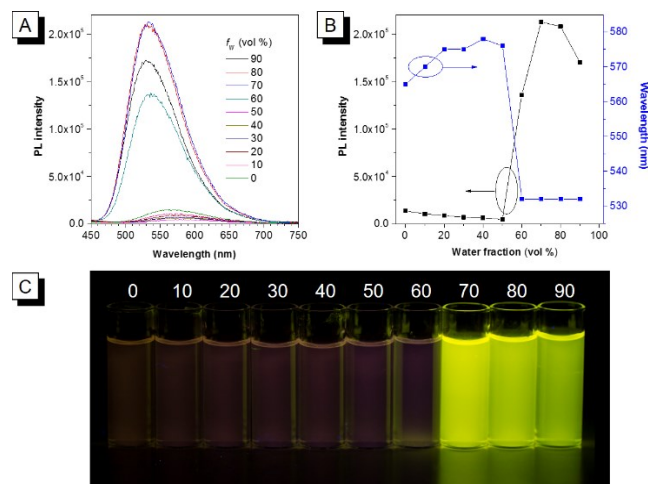 A
f_w (vol %)
90
80
70
60
50
40
30
20
10
0
PL intensity
2.0x10⁵
1.5x10⁵
1.0x10⁵
5.0x10⁴
0.0
450 500 550 600 650 700 750
Wavelength (nm)
B
PL intensity
2.0x10⁵
1.5x10⁵
1.0x10⁵
5.0x10⁴
0.0
0 20 40 60 80 100
Water fraction (vol %)
580
570
560
550
540
530
Wavelength (nm)
C
0 10 20 30 40 50 60 70 80 90